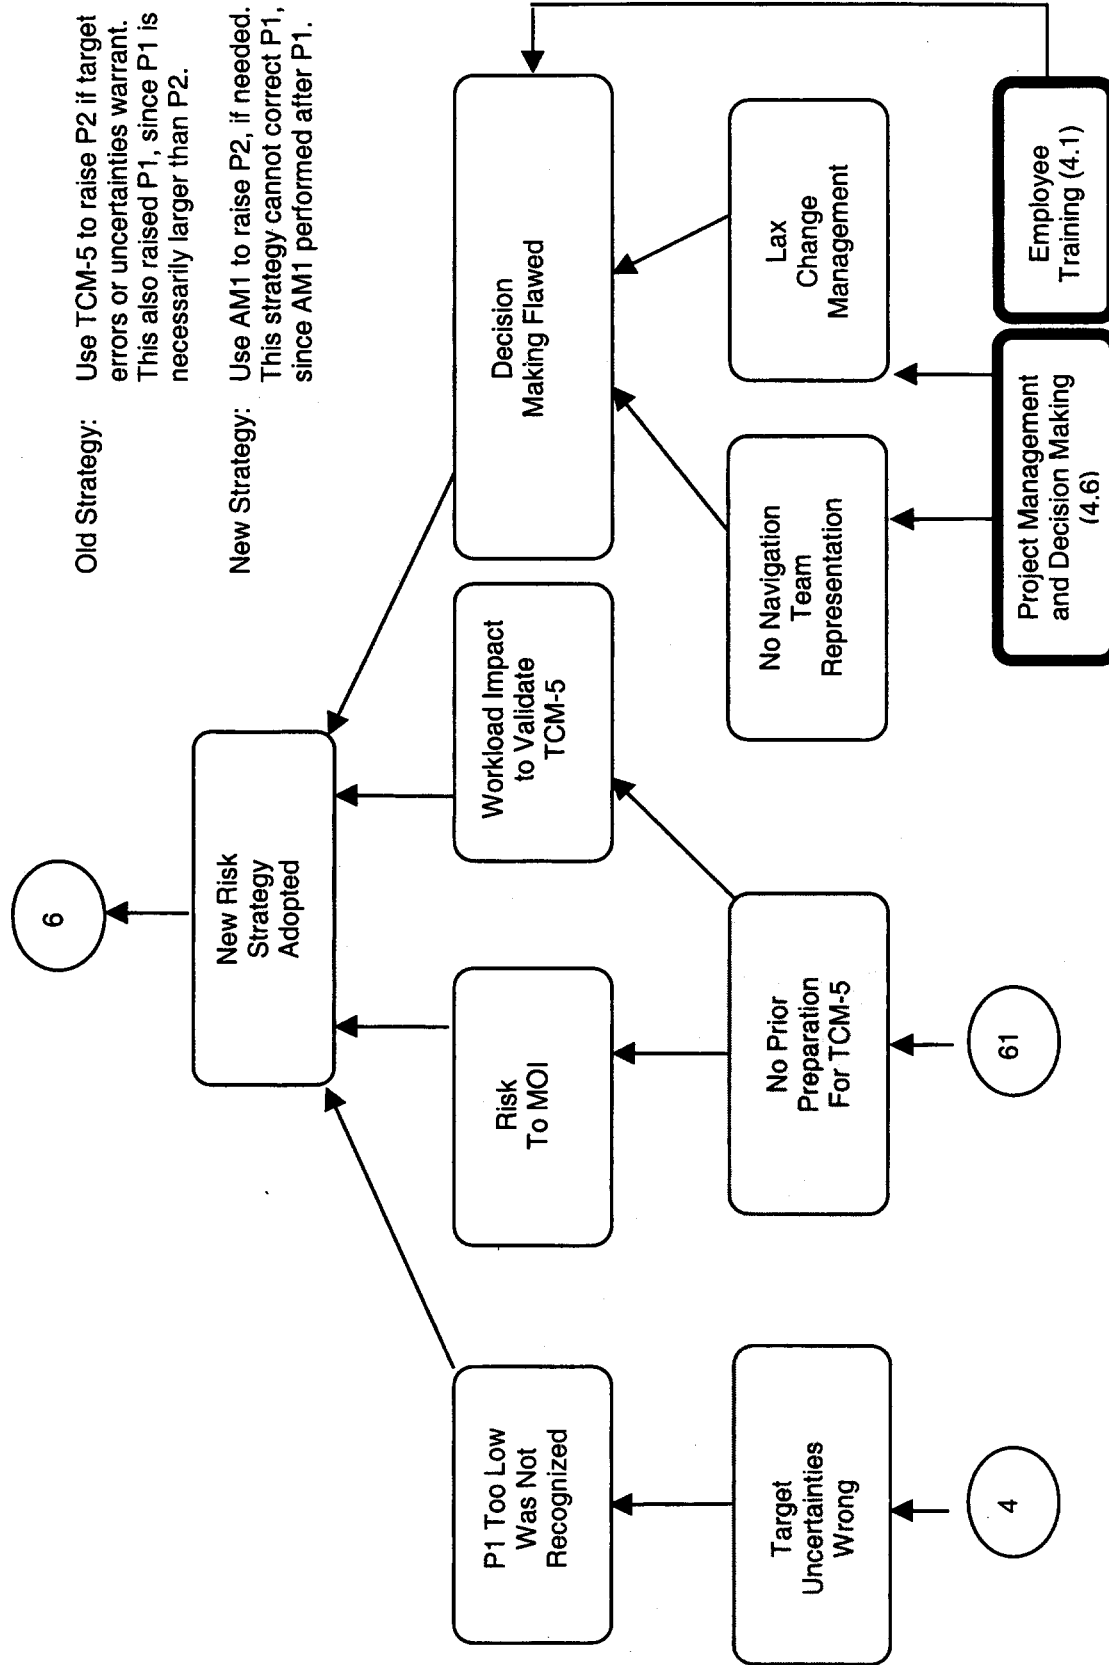 Old Strategy: Use TCM-5 to raise P2 if target
errors or uncertainties warrant.
This also raised P1, since P1 is
necessarily larger than P2.
New Strategy: Use AM1 to raise P2, if needed.
This strategy cannot correct P1,
since AM1 performed after P1.
6
New Risk
Strategy
Adopted
P1 Too Low
Was Not
Recognized
Risk
To MOI
Workload Impact
to Validate
TCM-5
Decision
Making Flawed
Target
Uncertainties
Wrong
No Prior
Preparation
For TCM-5
No Navigation
Team
Representation
Lax
Change
Management
4
61
Project Management
and Decision Making
(4.6)
Employee
Training (4.1)